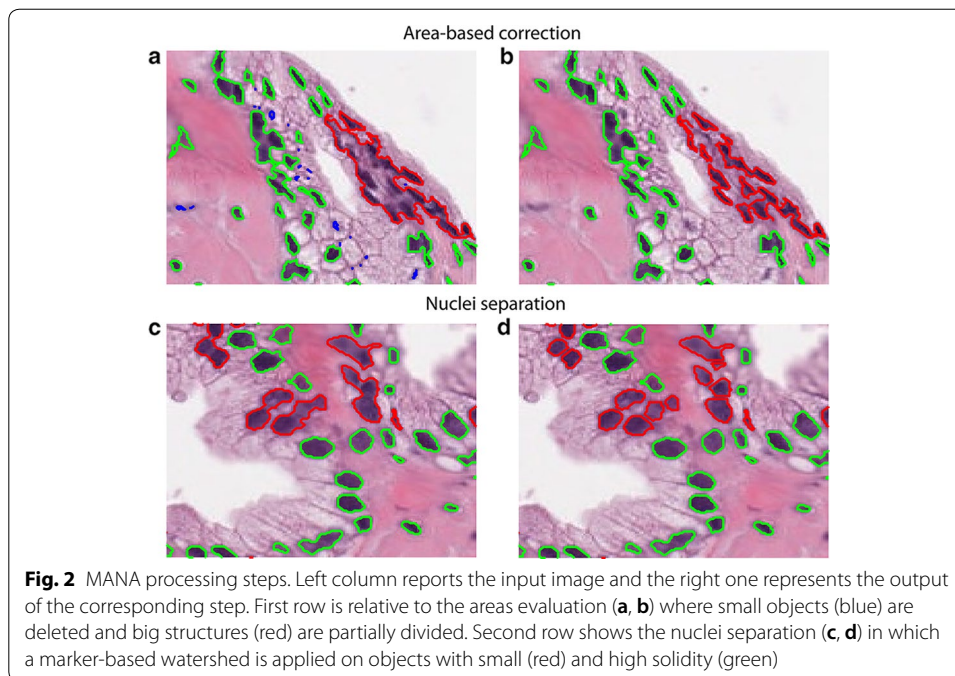 Area-based correction
a
b
Nuclei separation
c
d
Fig. 2 MANA processing steps. Left column reports the input image and the right one represents the output
of the corresponding step. First row is relative to the areas evaluation (a, b) where small objects (blue) are
deleted and big structures (red) are partially divided. Second row shows the nuclei separation (c, d) in which
a marker-based watershed is applied on objects with small (red) and high solidity (green)